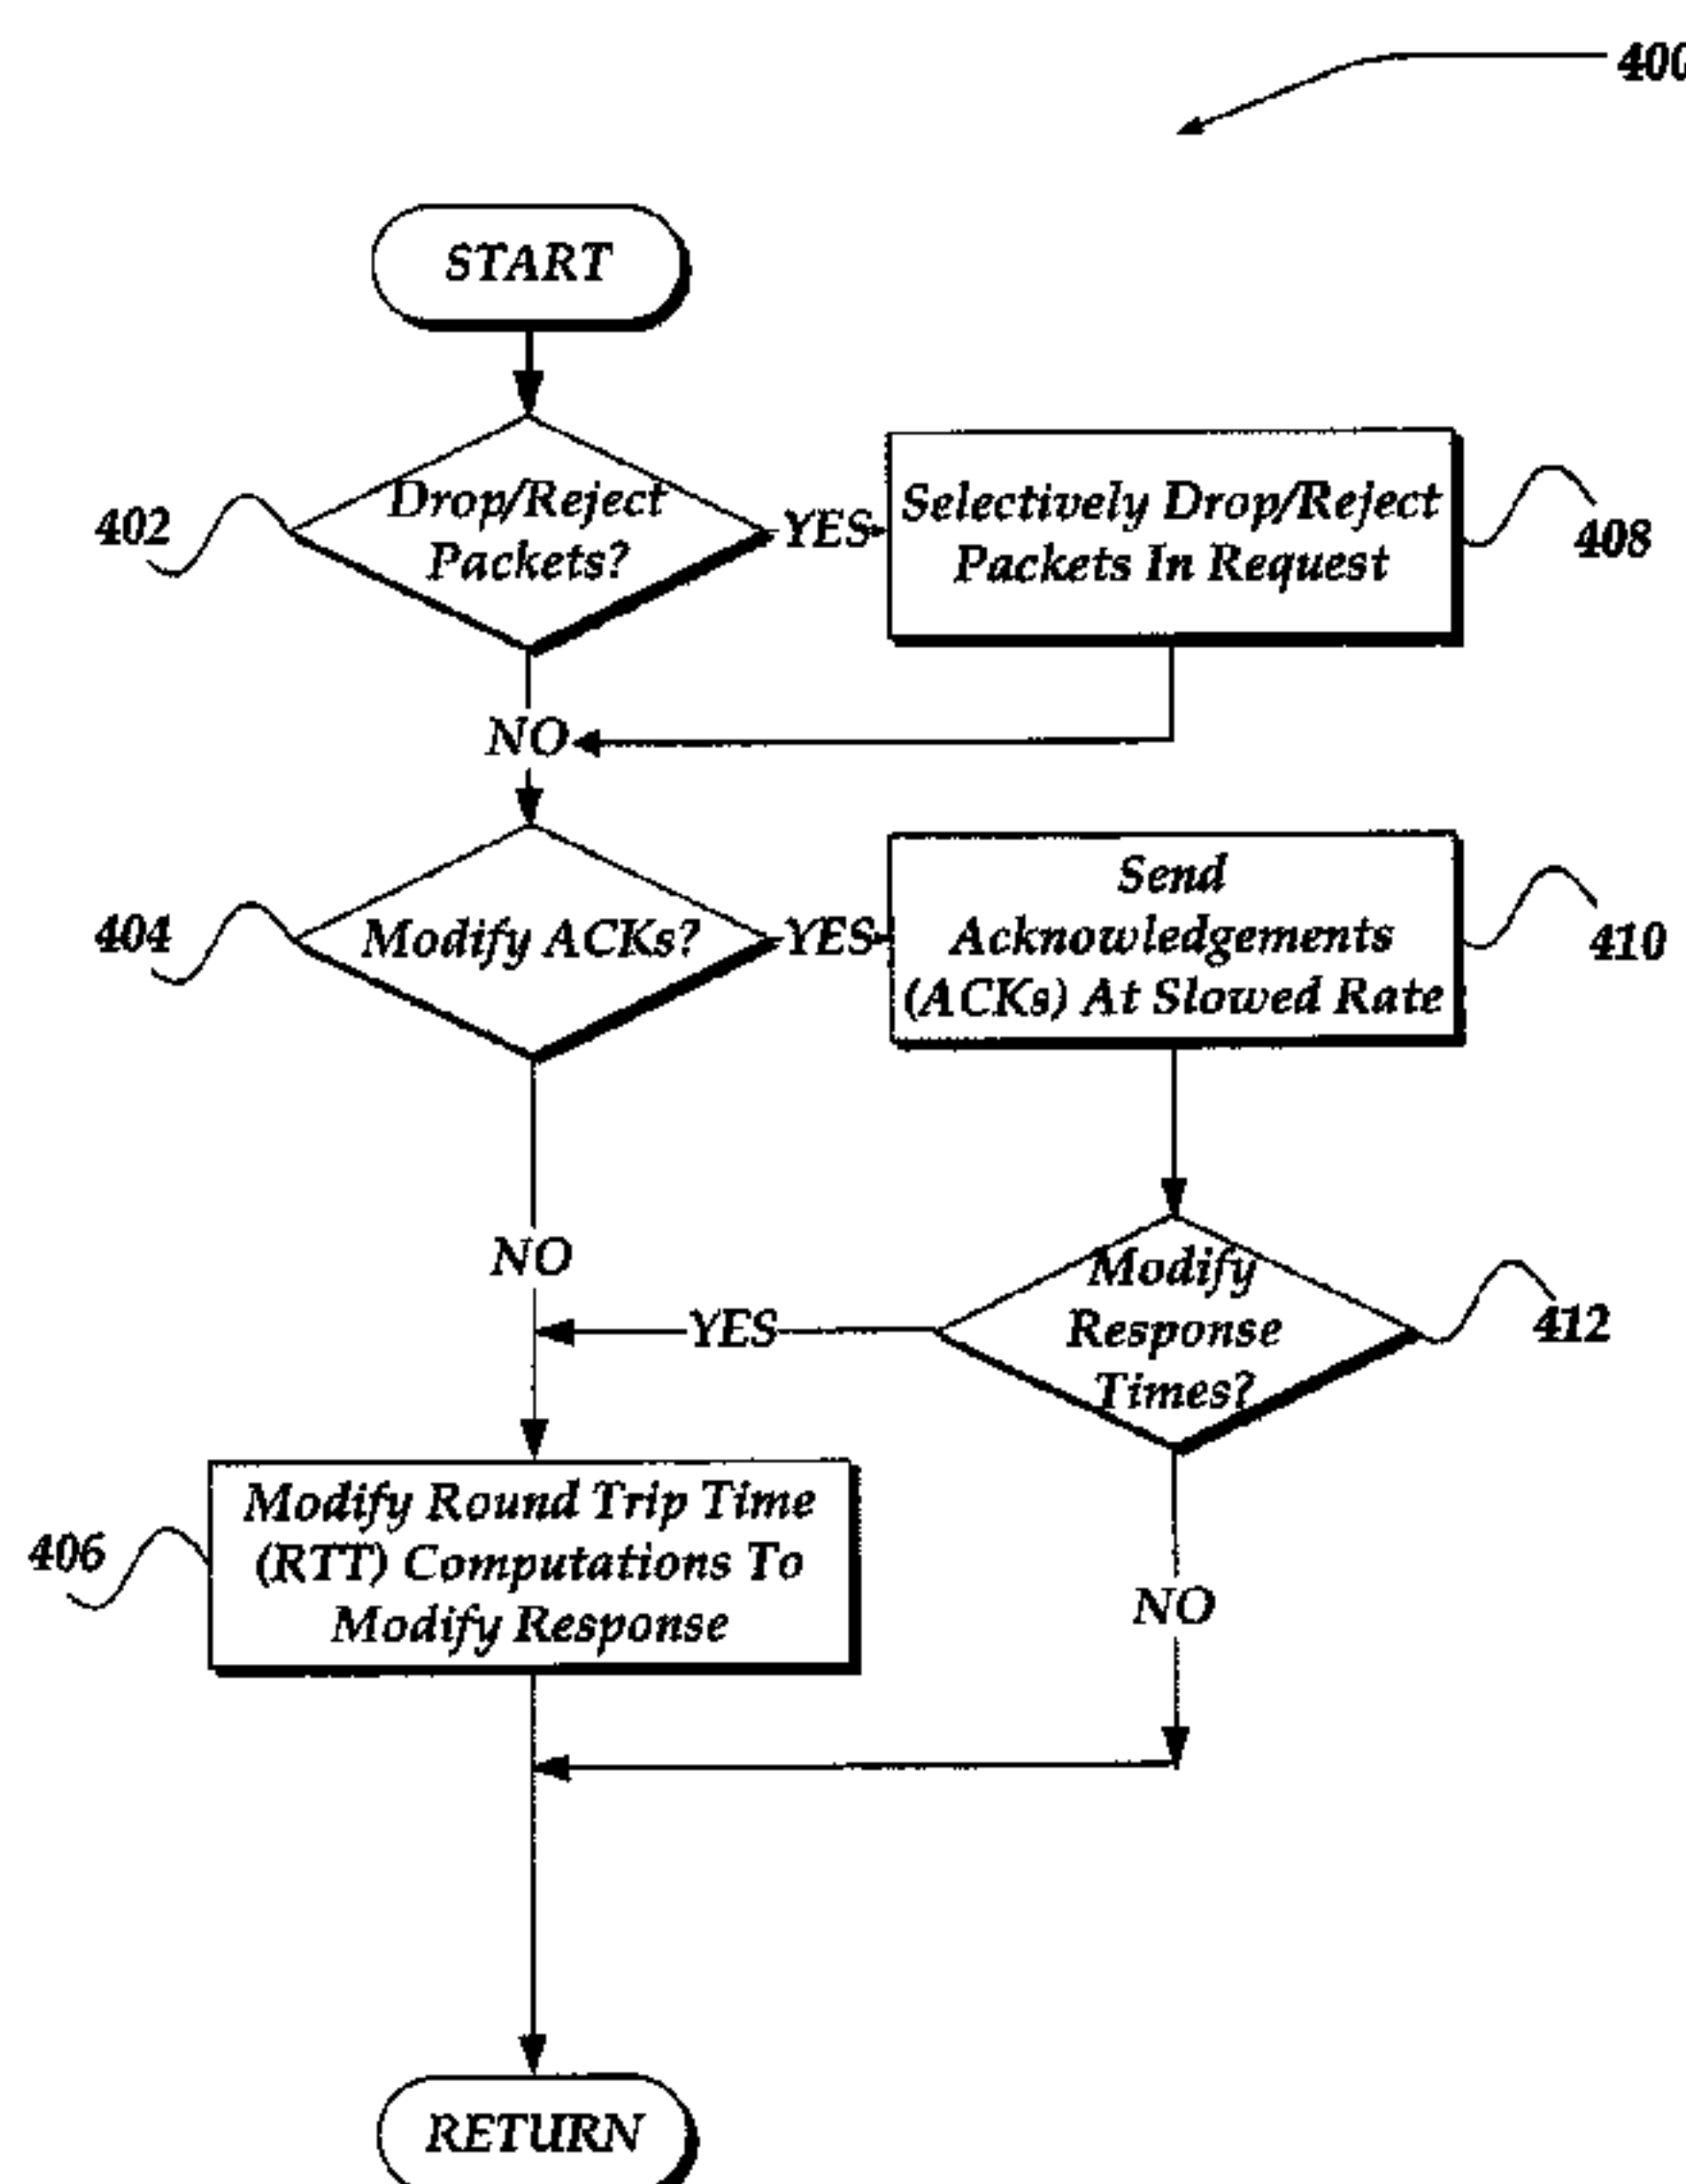 400
START
402
Drop/Reject
Packets?
YES
Selectively Drop/Reject
Packets In Request
408
NO
404
Modify ACKs?
YES
Send
Acknowledgements
(ACKs) At Slowed Rate
410
NO
YES
Modify
Response
Times?
412
406
Modify Round Trip Time
(RTT) Computations To
Modify Response
NO
RETURN